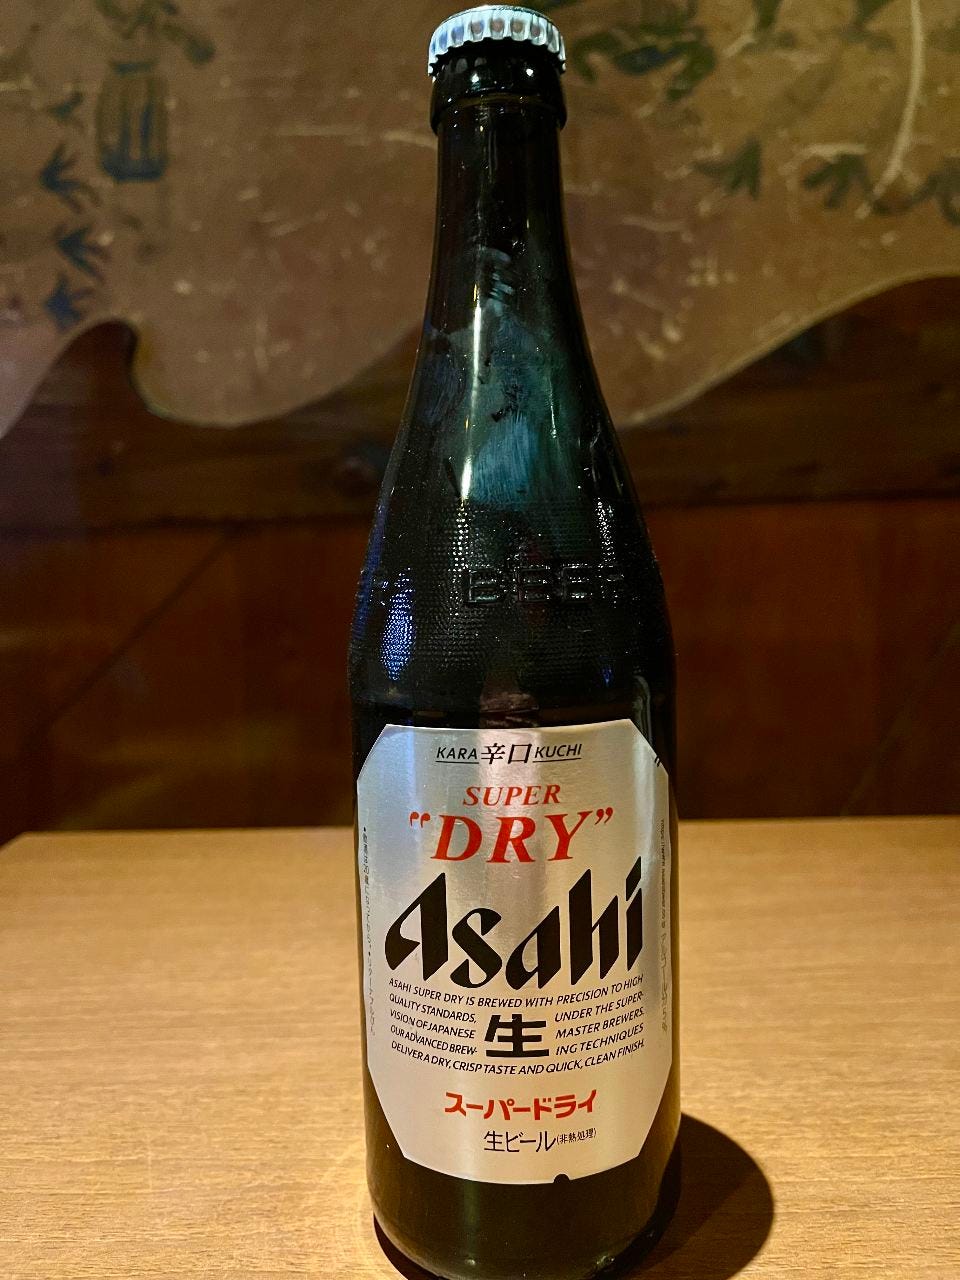 BEER
KARA 辛口 KUCHI
SUPER
"DRY"
Asahi
ASAHI SUPER DRY IS BREWED WITH PRECISION TO HIGH
QUALITY STANDARDS, UNDER THE SUPER-
VISION OF JAPANESE MASTER BREWERS.
OUR ADVANCED BREW- ING TECHNIQUES
DELIVER A DRY, CRISP TASTE AND QUICK, CLEAN FINISH.
生
スーパードライ
生ビール(非熱処理)